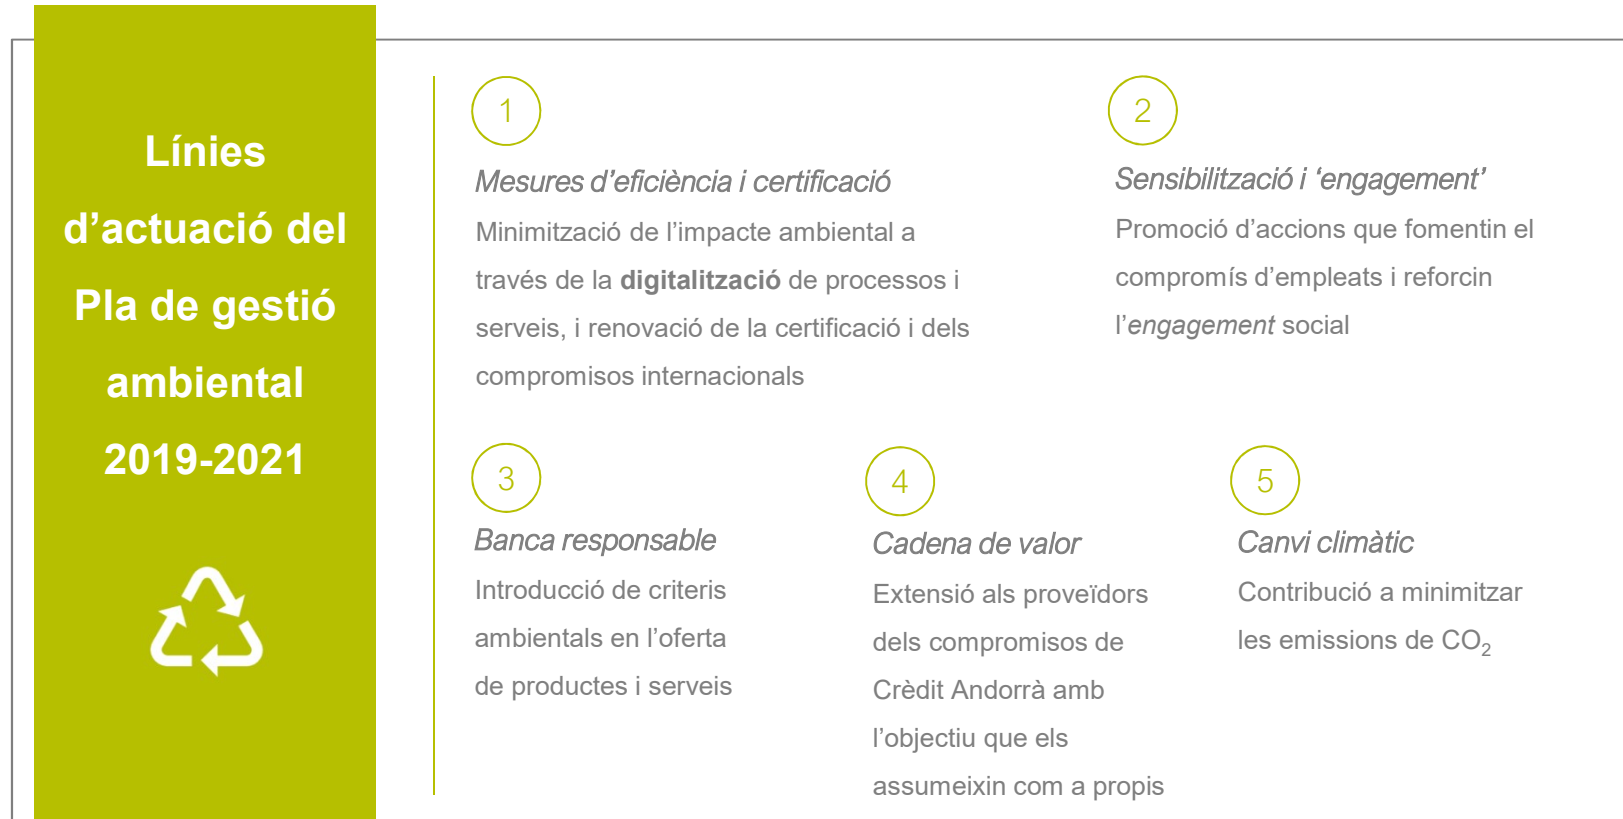 Línies
d’actuació del
Pla de gestió
ambiental
2019-2021
1
Mesures d’eficiència i certificació
Minimització de l’impacte ambiental a
través de la digitalització de processos i
serveis, i renovació de la certificació i dels
compromisos internacionals
2
Sensibilització i ‘engagement’
Promoció d’accions que fomentin el
compromís d’empleats i reforcin
l’engagement social
3
Banca responsable
Introducció de criteris
ambientals en l’oferta
de productes i serveis
4
Cadena de valor
Extensió als proveïdors
dels compromisos de
Crèdit Andorrà amb
l’objectiu que els
assumeixin com a propis
5
Canvi climàtic
Contribució a minimitzar
les emissions de CO₂